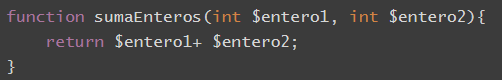 function sumaEnteros(int $entero1, int $entero2){
    return $entero1+ $entero2;
}